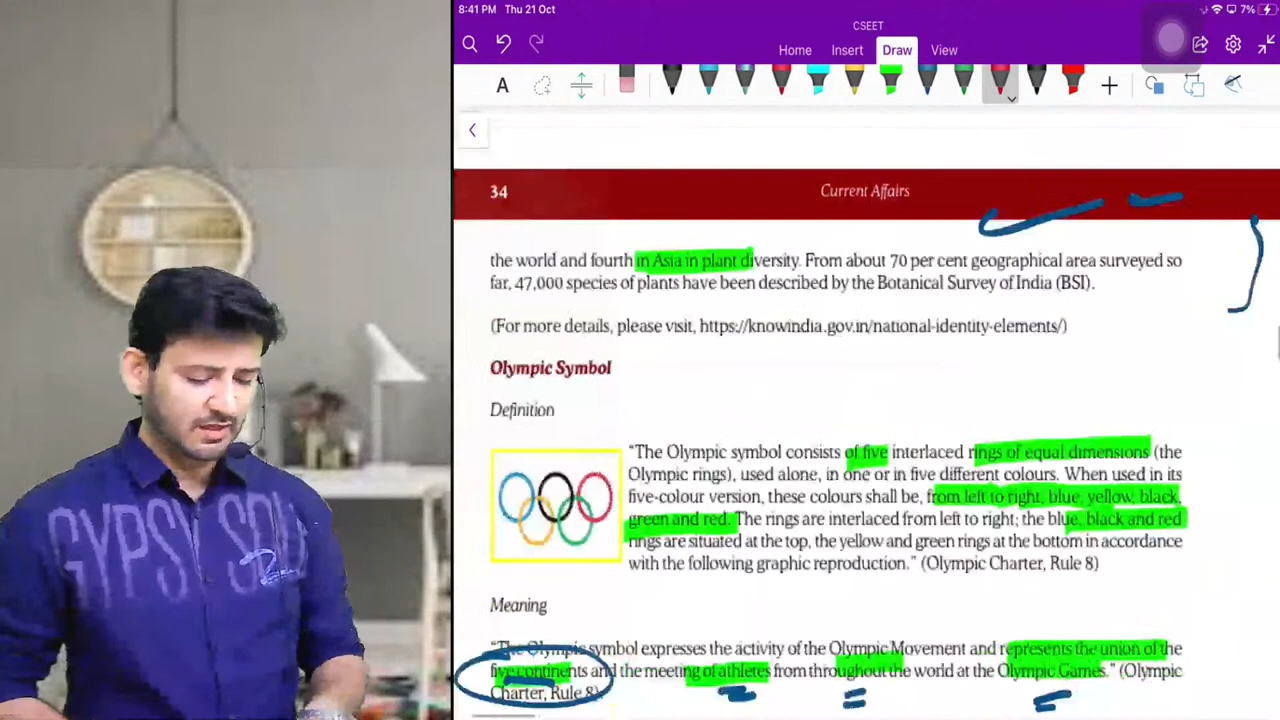 8:41 PM Thu 21 Oct
7%
CSEET
Home Insert Draw View
A
34 Current Affairs
the world and fourth in Asia in plant diversity. From about 70 per cent geographical area surveyed so
far, 47,000 species of plants have been described by the Botanical Survey of India (BSI).
(For more details, please visit, https://knowindia.gov.in/national-identity-elements/)
Olympic Symbol
Definition
“The Olympic symbol consists of five interlaced rings of equal dimensions (the
Olympic rings), used alone, in one or in five different colours. When used in its
five-colour version, these colours shall be, from left to right, blue, yellow, black,
green and red. The rings are interlaced from left to right; the blue, black and red
rings are situated at the top, the yellow and green rings at the bottom in accordance
with the following graphic reproduction.” (Olympic Charter, Rule 8)
Meaning
“The Olympic symbol expresses the activity of the Olympic Movement and represents the union of the
five continents and the meeting of athletes from throughout the world at the Olympic Games.” (Olympic
Charter, Rule 8)
GYPSY SOU